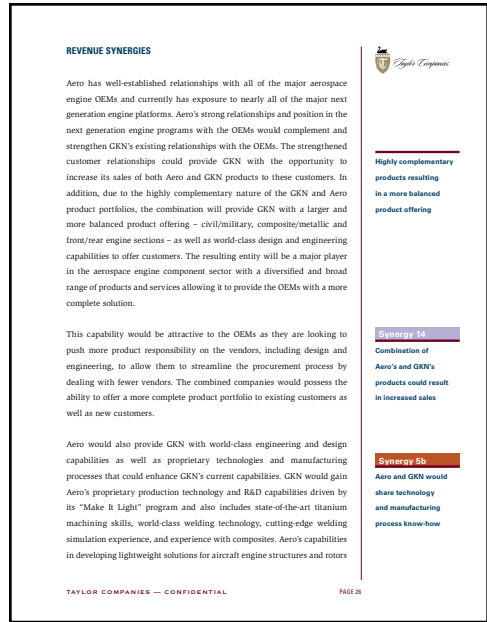 REVENUE SYNERGIES
Aero has well-established relationships with all of the major aerospace
engine OEMs and currently has exposure to nearly all of the major next
generation engine platforms. Aero's strong relationships and position in the
next generation engine programs with the OEMs would complement and
strengthen GKN's existing relationships with the OEMs. The strengthened
customer relationships could provide GKN with the opportunity to
increase its sales of both Aero and GKN products to these customers. In
addition, due to the highly complementary nature of the GKN and Aero
product portfolios, the combination will provide GKN with a larger and
more balanced product offering – civil/military, composite/metallic and
front/rear engine sections – as well as world-class design and engineering
capabilities to offer customers. The resulting entity will be a major player
in the aerospace engine component sector with a diversified and broad
range of products and services allowing it to provide the OEMs with a more
complete solution.
This capability would be attractive to the OEMs as they are looking to
push more product responsibility on the vendors, including design and
engineering, to allow them to streamline the procurement process by
dealing with fewer vendors. The combined companies would possess the
ability to offer a more complete product portfolio to existing customers as
well as new customers.
Aero would also provide GKN with world-class engineering and design
capabilities as well as proprietary technologies and manufacturing
processes that could enhance GKN's current capabilities. GKN would gain
Aero's proprietary production technology and R&D capabilities driven by
its "Make It Light" program and also includes state-of-the-art titanium
machining skills, world-class welding technology, cutting-edge welding
simulation experience, and experience with composites. Aero's capabilities
in developing lightweight solutions for aircraft engine structures and rotors
T
Taylor Companies
Highly complementary
products resulting
in a more balanced
product offering
Synergy 14
Combination of
Aero's and GKN's
products could result
in increased sales
Synergy 5b
Aero and GKN would
share technology
and manufacturing
process know-how
TAYLOR COMPANIES — CONFIDENTIAL
PAGE 26